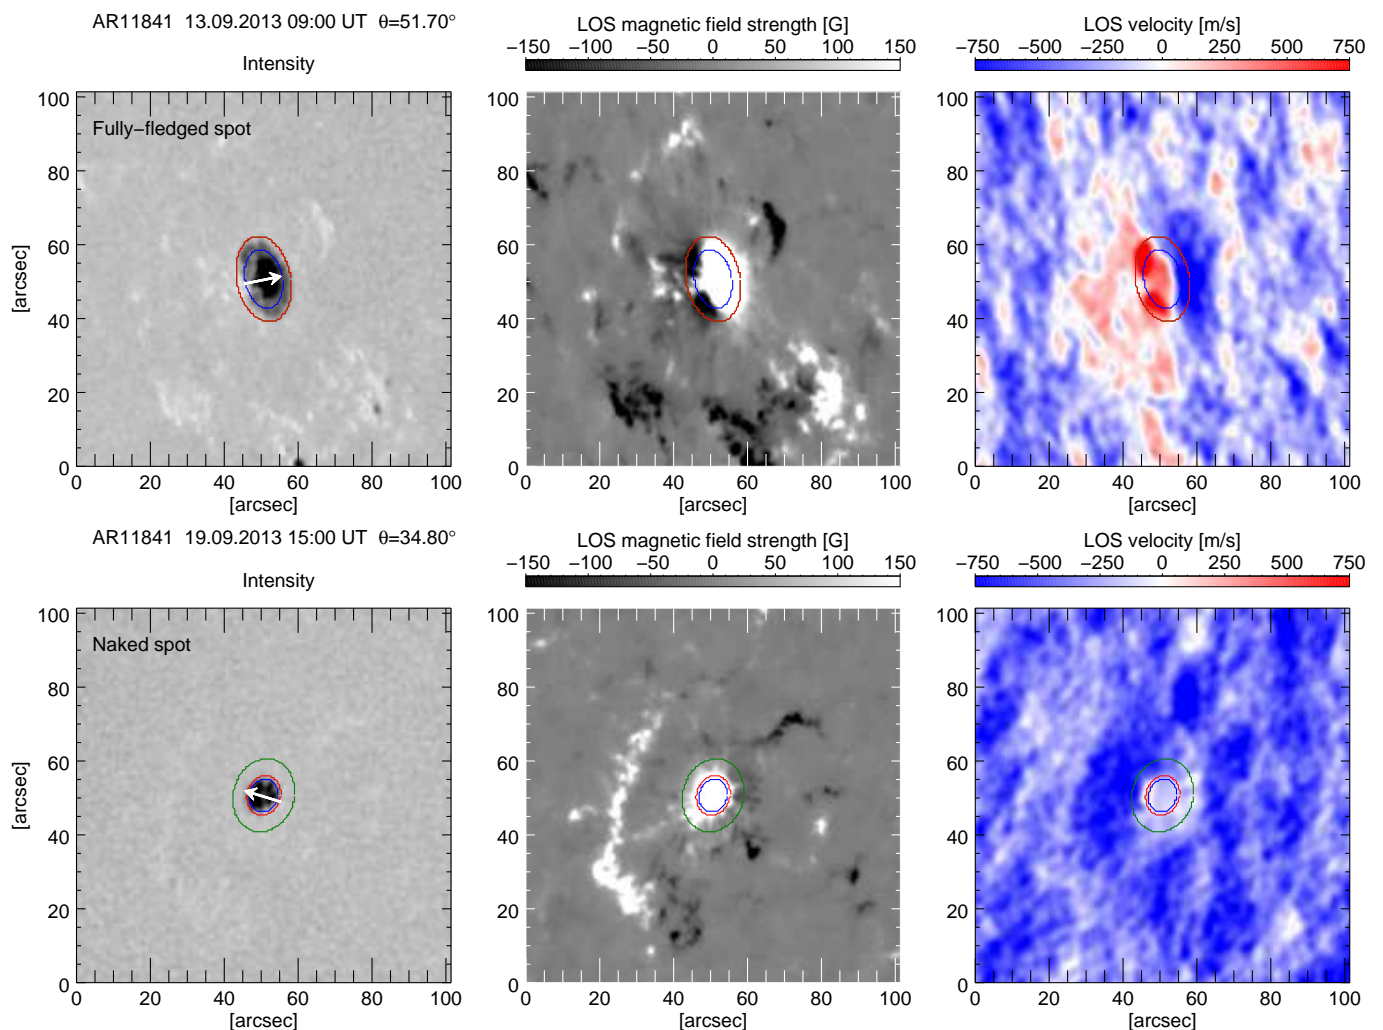 AR11841 13.09.2013 09:00 UT θ=51.70°
Intensity
LOS magnetic field strength [G]
−150 −100 −50 0 50 100 150
LOS velocity [m/s]
−750 −500 −250 0 250 500 750
Fully−fledged spot
100
80
60
40
20
0
[arcsec]
0 20 40 60 80 100
[arcsec]
100
80
60
40
20
0
0 20 40 60 80 100
[arcsec]
100
80
60
40
20
0
0 20 40 60 80 100
[arcsec]
AR11841 19.09.2013 15:00 UT θ=34.80°
Intensity
LOS magnetic field strength [G]
−150 −100 −50 0 50 100 150
LOS velocity [m/s]
−750 −500 −250 0 250 500 750
Naked spot
100
80
60
40
20
0
[arcsec]
0 20 40 60 80 100
[arcsec]
100
80
60
40
20
0
0 20 40 60 80 100
[arcsec]
100
80
60
40
20
0
0 20 40 60 80 100
[arcsec]